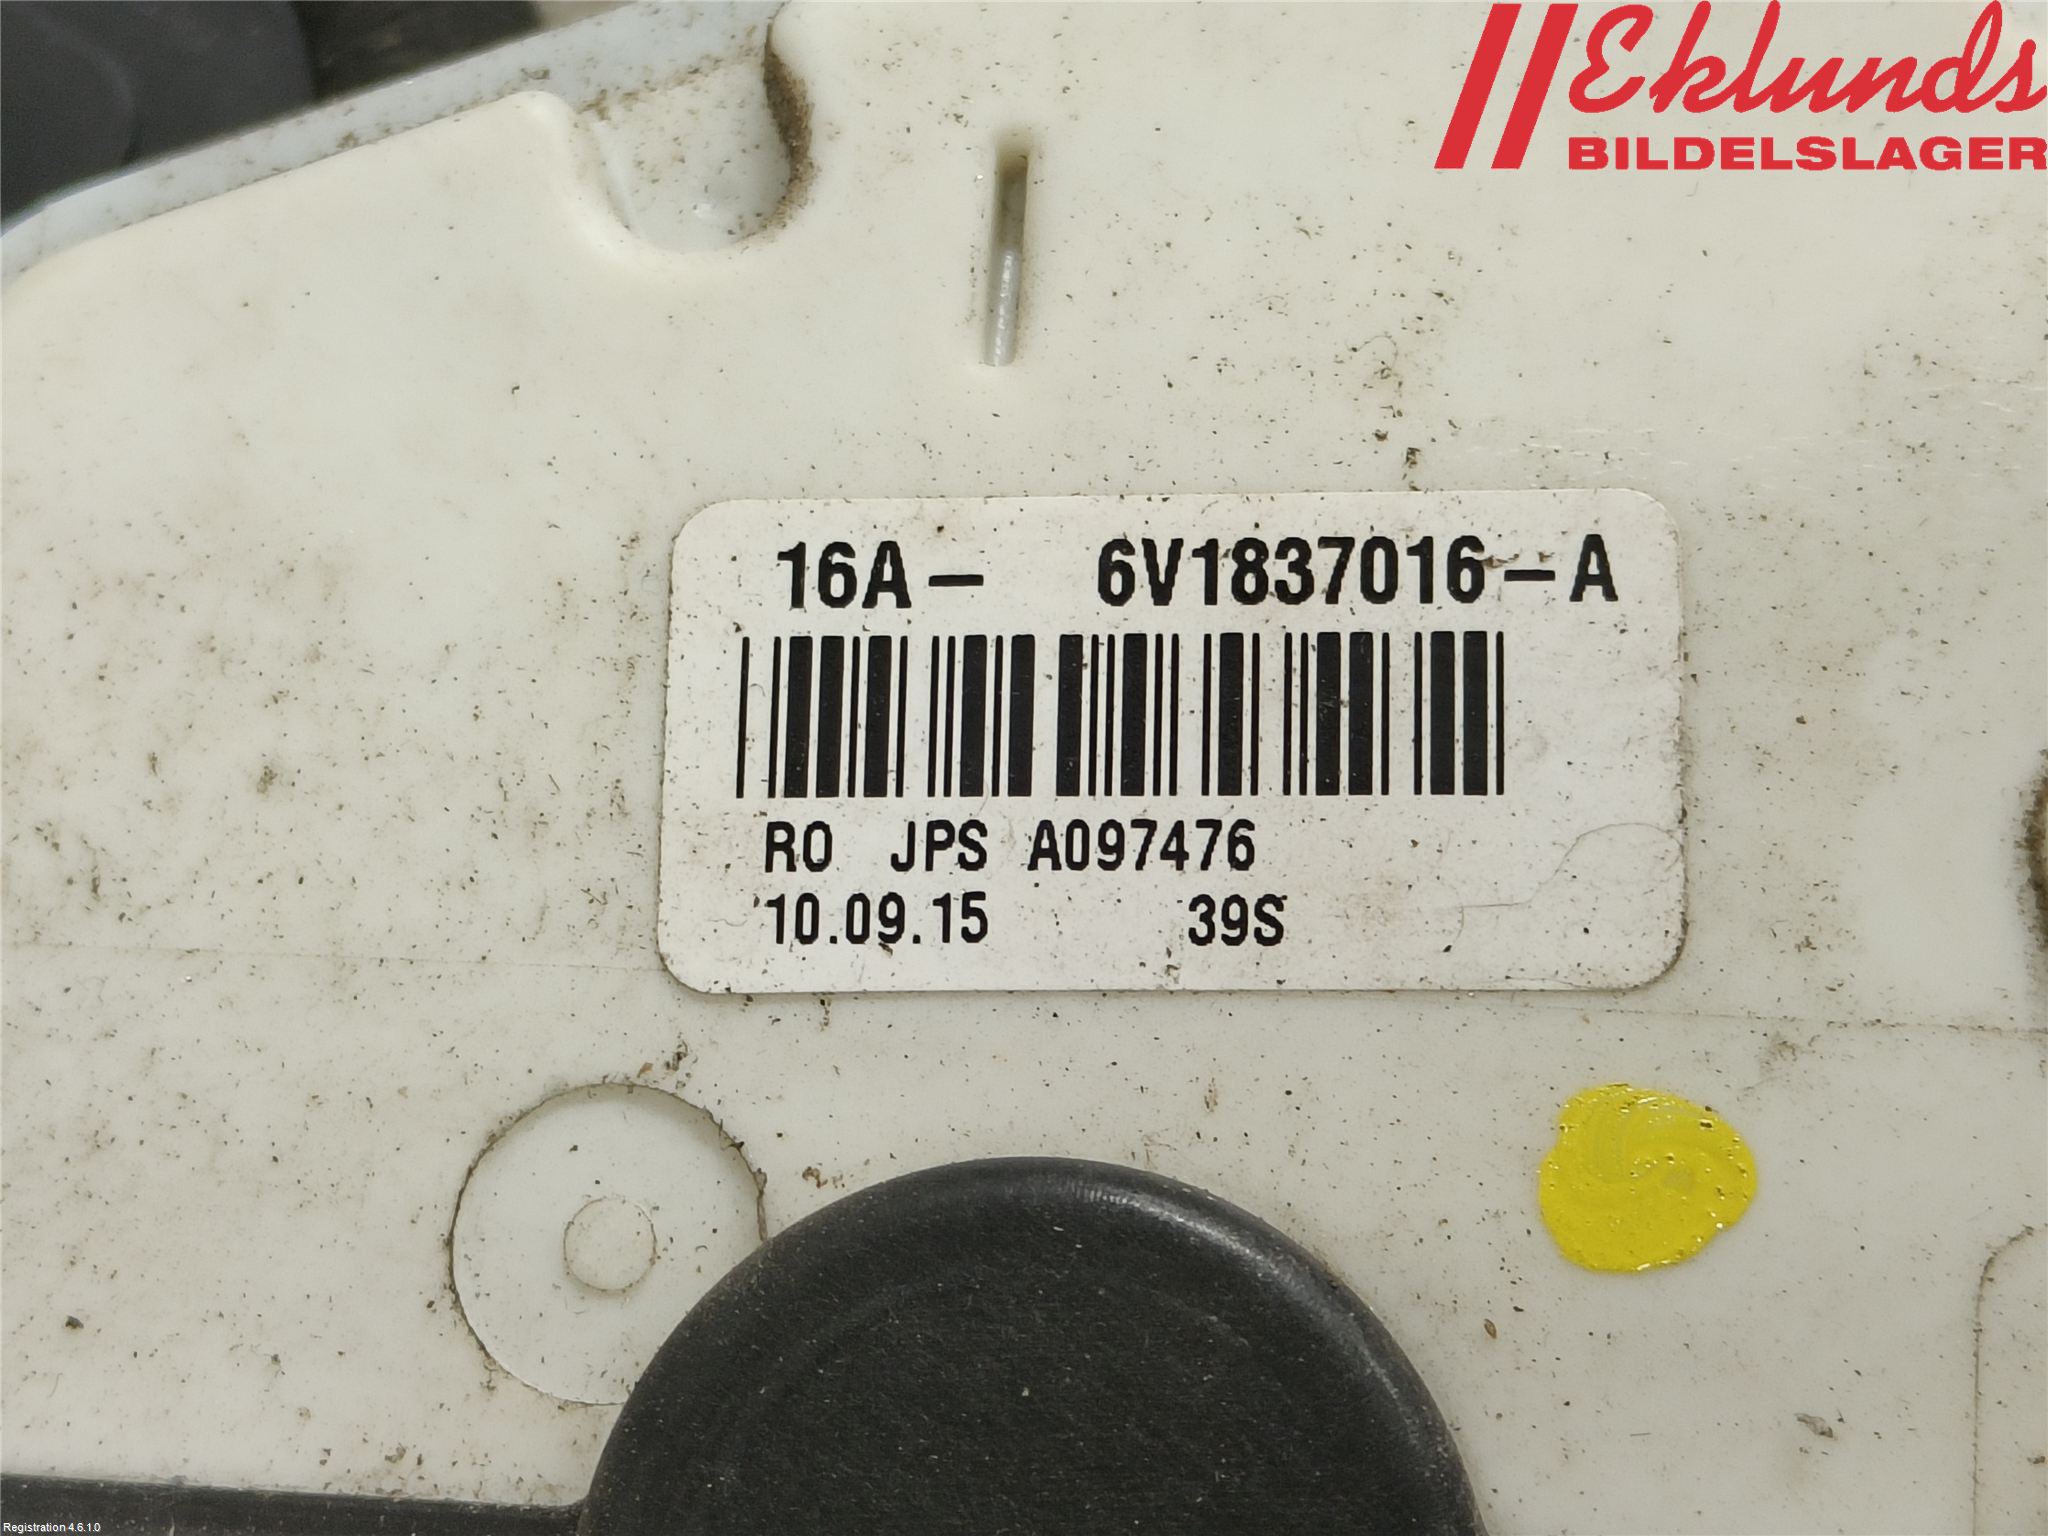 Eklunds
BILDELSLAGER
16A- 6V1837016-A
RO JPS A097476
10.09.15 39S
Registration 4.6.1.0